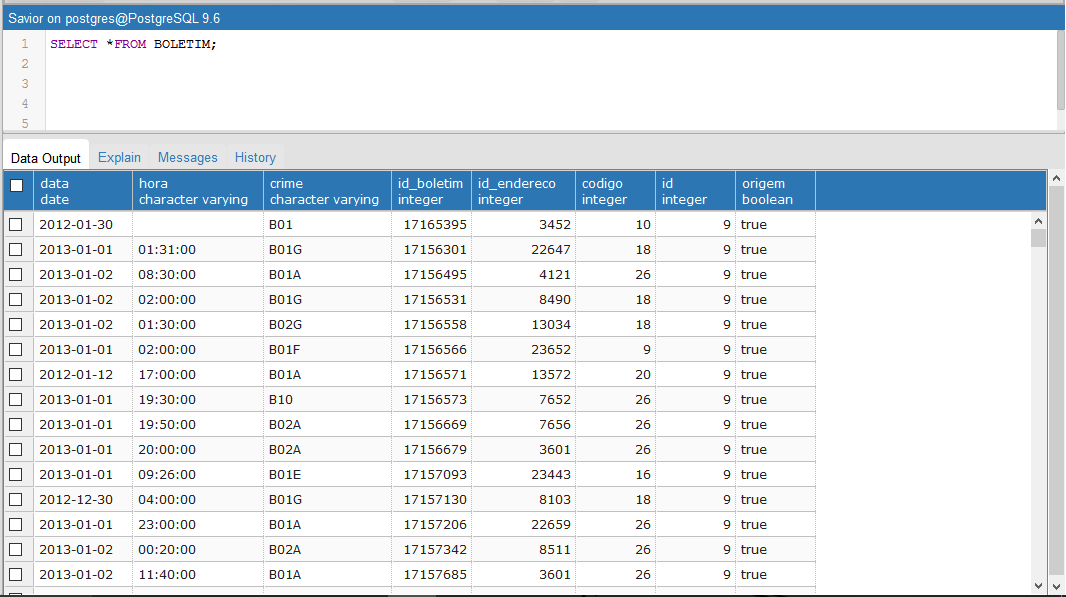 Savior on postgres@PostgreSQL 9.6
1 SELECT *FROM BOLETIM;
2
3
4
5
Data Output Explain Messages History
data hora crime id_boletim id_endereco codigo id origem
date character varying character varying integer integer integer integer boolean
2012-01-30 B01 17165395 3452 10 9 true
2013-01-01 01:31:00 B01G 17156301 22647 18 9 true
2013-01-02 08:30:00 B01A 17156495 4121 26 9 true
2013-01-02 02:00:00 B01G 17156531 8490 18 9 true
2013-01-02 01:30:00 B02G 17156558 13034 18 9 true
2013-01-01 02:00:00 B01F 17156566 23652 9 9 true
2012-01-12 17:00:00 B01A 17156571 13572 20 9 true
2013-01-01 19:30:00 B10 17156573 7652 26 9 true
2013-01-01 19:50:00 B02A 17156669 7656 26 9 true
2013-01-01 20:00:00 B02A 17156679 3601 26 9 true
2013-01-01 09:26:00 B01E 17157093 23443 16 9 true
2012-12-30 04:00:00 B01G 17157130 8103 18 9 true
2013-01-01 23:00:00 B01A 17157206 22659 26 9 true
2013-01-02 00:20:00 B02A 17157342 8511 26 9 true
2013-01-02 11:40:00 B01A 17157685 3601 26 9 true